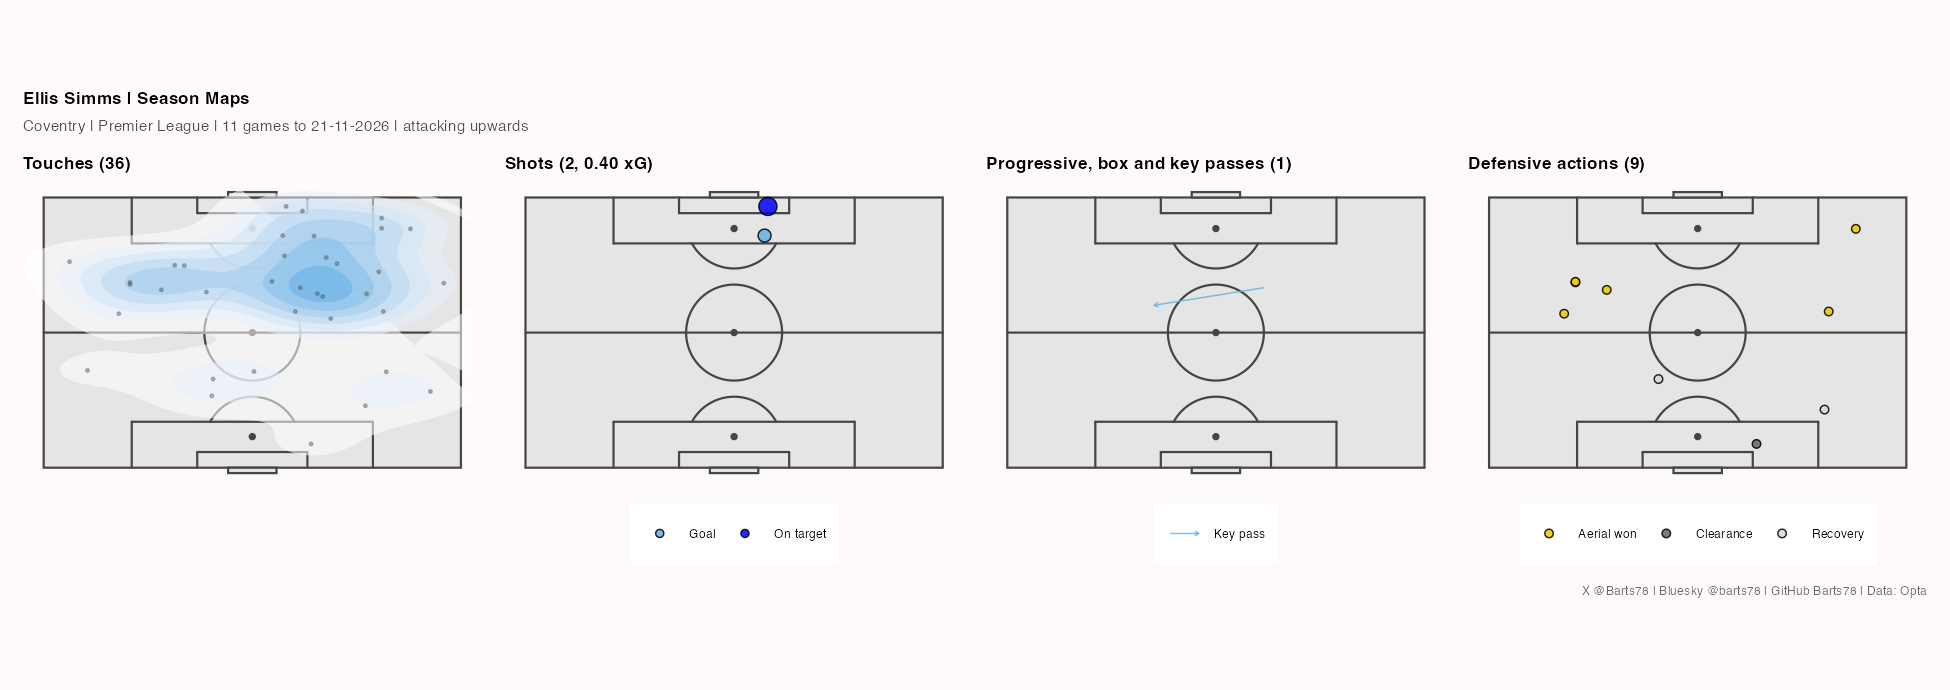 Ellis Simms | Season Maps
Coventry | Premier League | 11 games to 21-11-2026 | attacking upwards
Touches (36)
Shots (2, 0.40 xG)
Progressive, box and key passes (1)
Defensive actions (9)
Goal
On target
Key pass
Aerial won
Clearance
Recovery
X @Barts78 | Bluesky @barts78 | GitHub Barts78 | Data: Opta